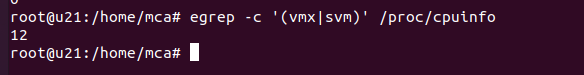 root@u21:/home/mca# egrep -c '(vmx|svm)' /proc/cpuinfo
12
root@u21:/home/mca#